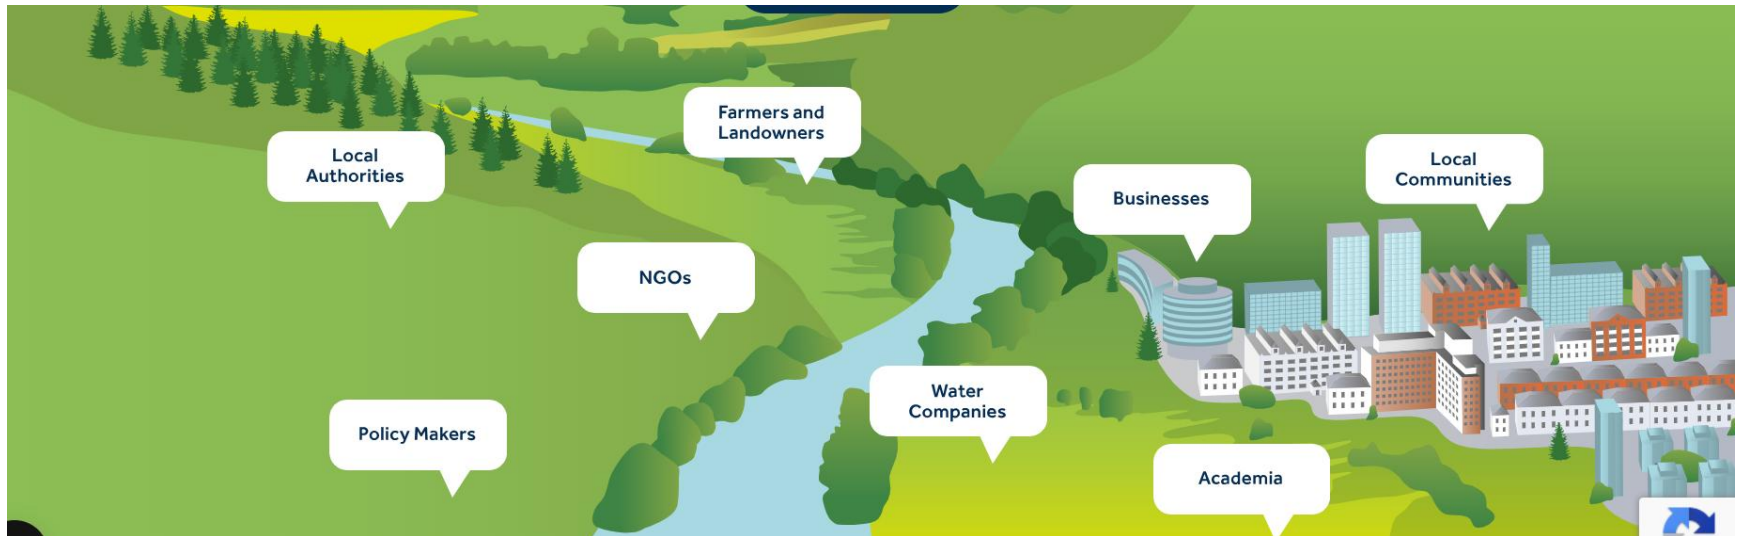 Farmers and
Landowners
Local
Authorities
Local
Communities
Businesses
NGOs
Water
Companies
Policy Makers
Academia